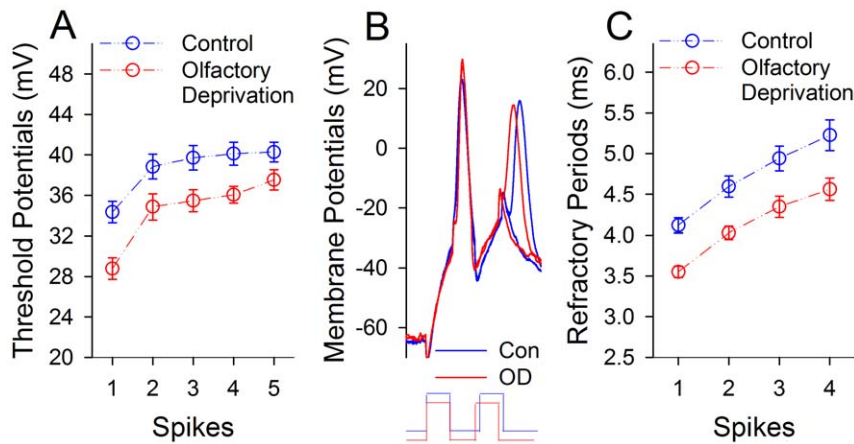 A
Control
Olfactory
Deprivation
Threshold Potentials (mV)
48
44
40
36
32
28
24
20
1 2 3 4 5
Spikes
B
Membrane Potentials (mV)
20
0
-20
-40
-60
Con
OD
C
Control
Olfactory
Deprivation
Refractory Periods (ms)
6.0
5.5
5.0
4.5
4.0
3.5
3.0
2.5
1 2 3 4
Spikes